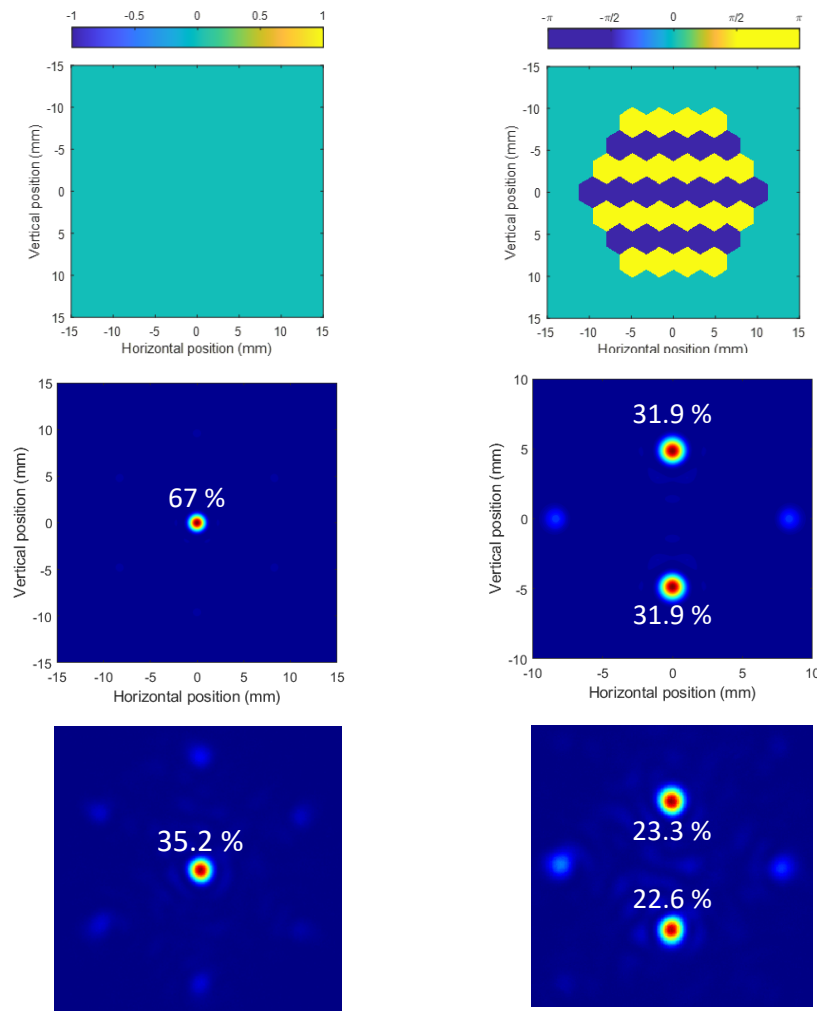 -1 -0.5 0 0.5 1
-15
-10
-5
0
5
10
15
-15 -10 -5 0 5 10 15
Vertical position (mm)
Horizontal position (mm)
-π -π/2 0 π/2 π
-15
-10
-5
0
5
10
15
-15 -10 -5 0 5 10 15
Vertical position (mm)
Horizontal position (mm)
15
10
5
0
-5
-10
-15
-15 -10 -5 0 5 10 15
Vertical position (mm)
Horizontal position (mm)
67 %
10
5
0
-5
-10
-10 -5 0 5 10
Vertical position (mm)
Horizontal position (mm)
31.9 %
31.9 %
35.2 %
23.3 %
22.6 %